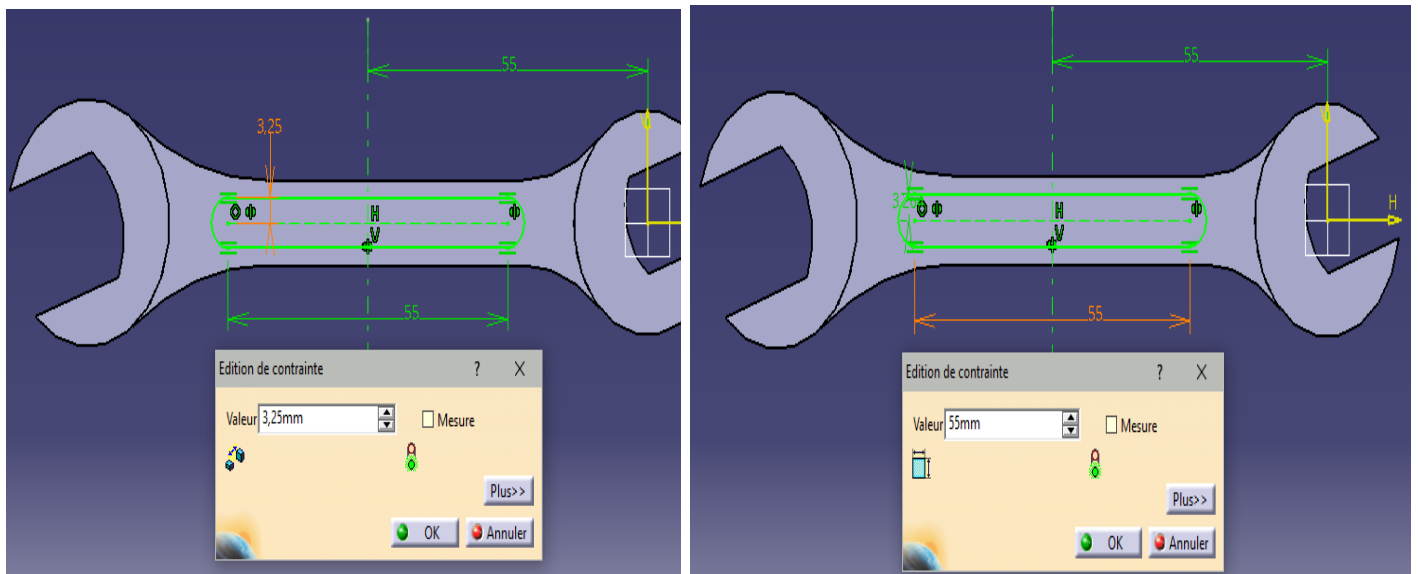 55
3,25
H
V
55
Edition de contrainte ? X
Valeur 3,25mm Mesure
Plus>>
OK Annuler
55
H
H
V
55
Edition de contrainte ? X
Valeur 55mm Mesure
Plus>>
OK Annuler